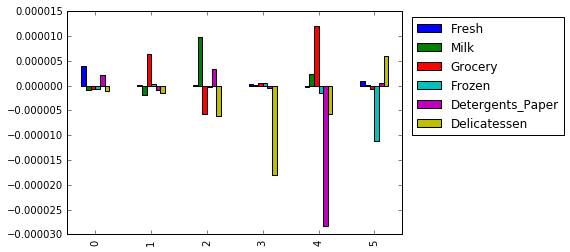 0.000015
0.000010
0.000005
0.000000
−0.000005
−0.000010
−0.000015
−0.000020
−0.000025
−0.000030
0 1 2 3 4 5
Fresh
Milk
Grocery
Frozen
Detergents_Paper
Delicatessen